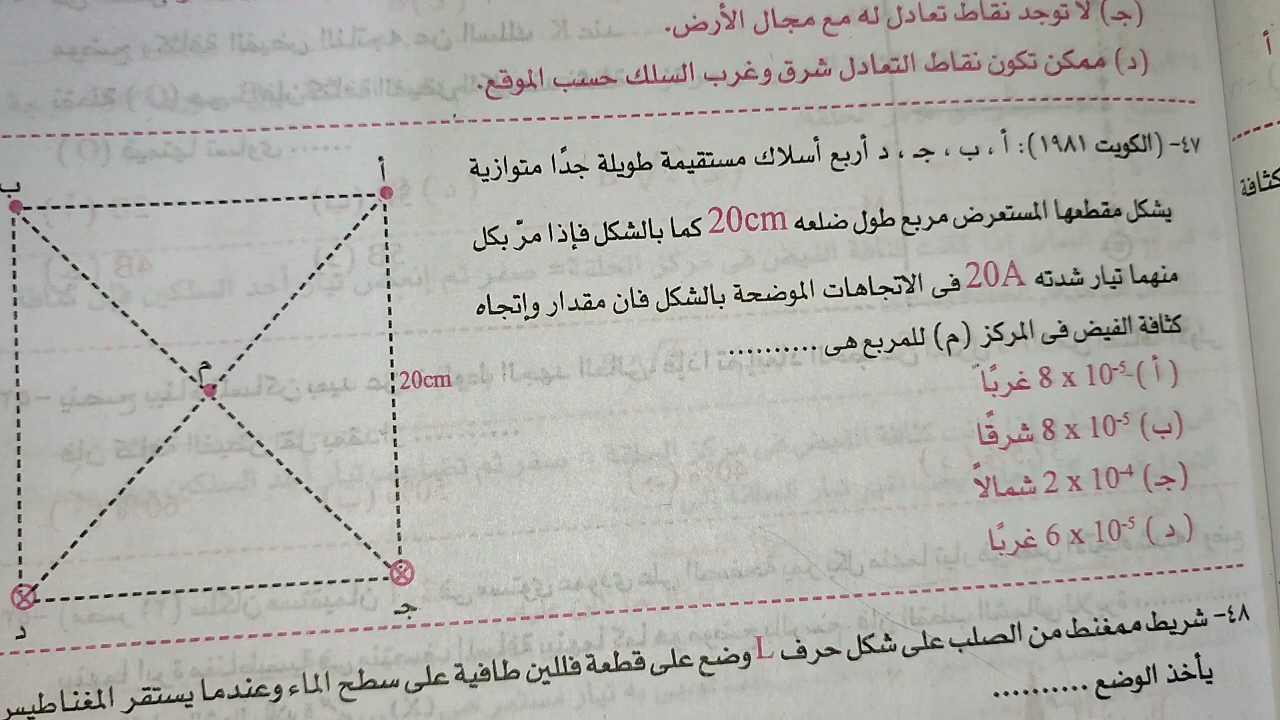 (جـ) لا توجد نقاط تعادل له مع مجال الأرض.
(د) ممكن تكون نقاط التعادل شرق وغرب السلك حسب الموقع.
٤٧- (الكويت ١٩٨١): أ ، ب ، جـ ، د أربع أسلاك مستقيمة طويلة جدًا متوازية
يشكل مقطعها المستعرض مربع طول ضلعه 20cm كما بالشكل فإذا مرّ بكل
منهما تيار شدته 20A فى الاتجاهات الموضحة بالشكل فان مقدار وإتجاه
كثافة الفيض فى المركز (م) للمربع هى ..........
(أ) 8 x 10⁻⁵ غربًا
(ب) 8 x 10⁻⁵ شرقًا
(جـ) 2 x 10⁻⁴ شمالاً
(د) 6 x 10⁻⁵ غربًا
أ
ب
م
20cm
جـ
د
٤٨- شريط ممغنط من الصلب على شكل حرف L وضع على قطعة فللين طافية على سطح الماء وعندما يستقر المغناطيس
يأخذ الوضع ..........
أ
كثافة